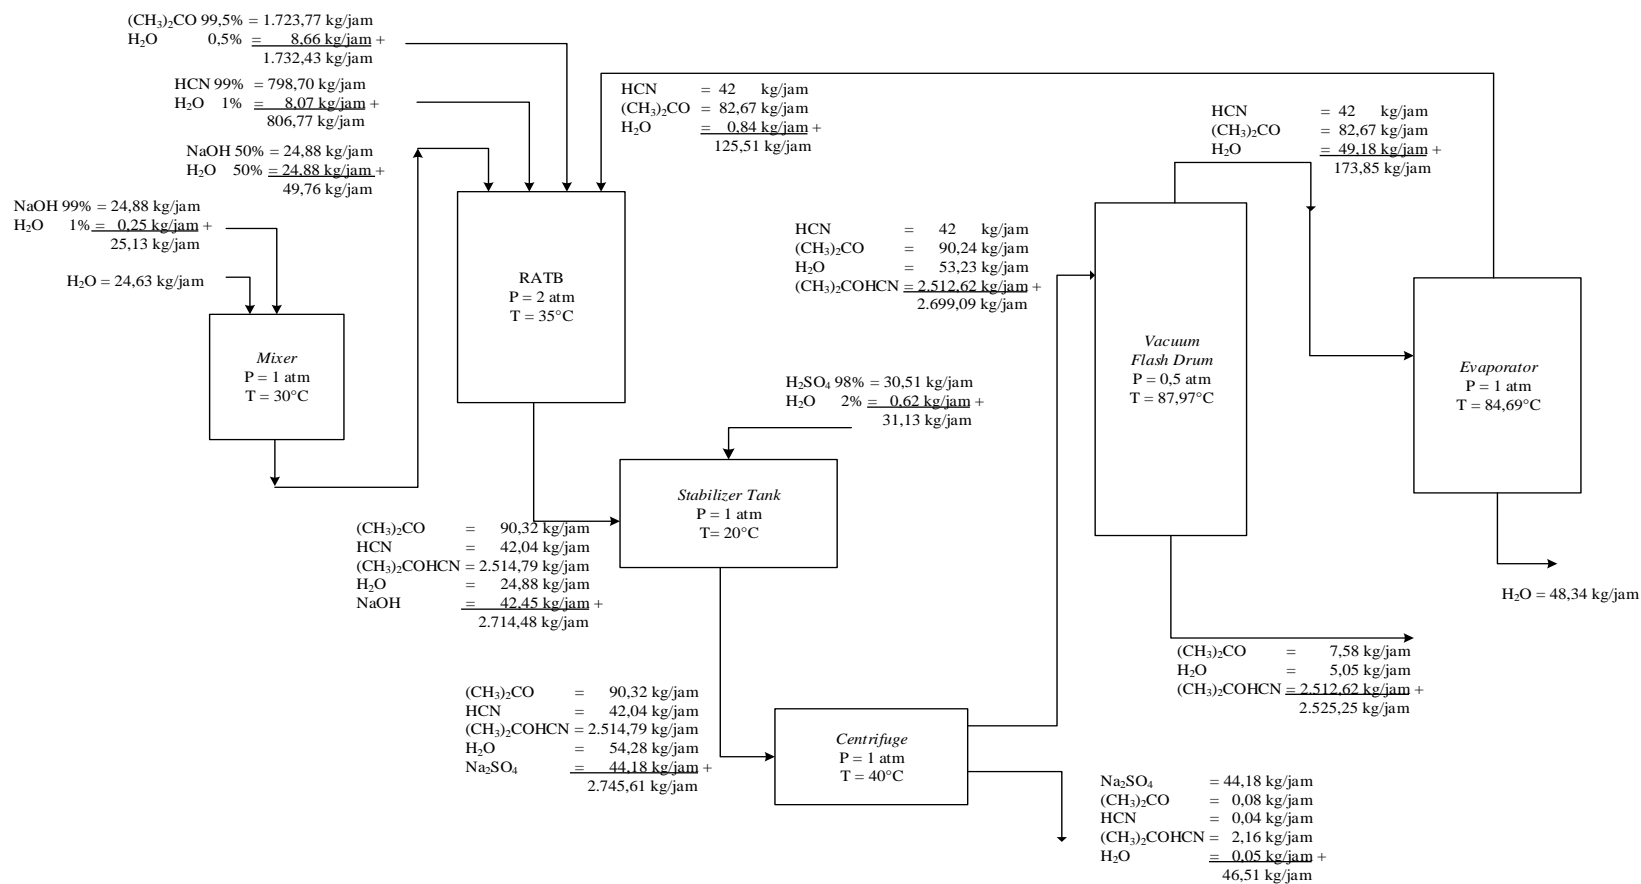 (CH₃)₂CO 99,5% = 1.723,77 kg/jam
H₂O 0,5% = 8,66 kg/jam +
1.732,43 kg/jam
HCN 99% = 798,70 kg/jam
H₂O 1% = 8,07 kg/jam +
806,77 kg/jam
NaOH 50% = 24,88 kg/jam
H₂O 50% = 24,88 kg/jam +
49,76 kg/jam
NaOH 99% = 24,88 kg/jam
H₂O 1% = 0,25 kg/jam +
25,13 kg/jam
H₂O = 24,63 kg/jam
Mixer
P = 1 atm
T = 30°C
RATB
P = 2 atm
T = 35°C
HCN = 42 kg/jam
(CH₃)₂CO = 82,67 kg/jam
H₂O = 0,84 kg/jam +
125,51 kg/jam
HCN = 42 kg/jam
(CH₃)₂CO = 82,67 kg/jam
H₂O = 49,18 kg/jam +
173,85 kg/jam
HCN = 42 kg/jam
(CH₃)₂CO = 90,24 kg/jam
H₂O = 53,23 kg/jam
(CH₃)₂COHCN = 2.512,62 kg/jam +
2.699,09 kg/jam
Vacuum
Flash Drum
P = 0,5 atm
T = 87,97°C
Evaporator
P = 1 atm
T = 84,69°C
H₂SO₄ 98% = 30,51 kg/jam
H₂O 2% = 0,62 kg/jam +
31,13 kg/jam
Stabilizer Tank
P = 1 atm
T= 20°C
(CH₃)₂CO = 90,32 kg/jam
HCN = 42,04 kg/jam
(CH₃)₂COHCN = 2.514,79 kg/jam
H₂O = 24,88 kg/jam
NaOH = 42,45 kg/jam +
2.714,48 kg/jam
H₂O = 48,34 kg/jam
(CH₃)₂CO = 7,58 kg/jam
H₂O = 5,05 kg/jam
(CH₃)₂COHCN = 2.512,62 kg/jam +
2.525,25 kg/jam
(CH₃)₂CO = 90,32 kg/jam
HCN = 42,04 kg/jam
(CH₃)₂COHCN = 2.514,79 kg/jam
H₂O = 54,28 kg/jam
Na₂SO₄ = 44,18 kg/jam +
2.745,61 kg/jam
Centrifuge
P = 1 atm
T = 40°C
Na₂SO₄ = 44,18 kg/jam
(CH₃)₂CO = 0,08 kg/jam
HCN = 0,04 kg/jam
(CH₃)₂COHCN = 2,16 kg/jam
H₂O = 0,05 kg/jam +
46,51 kg/jam